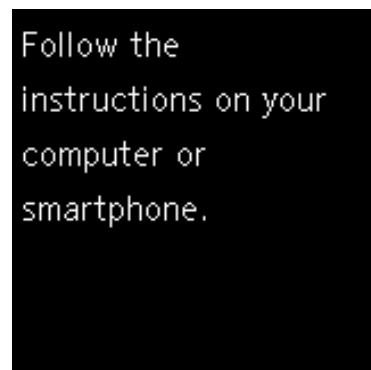 Follow the
instructions on your
computer or
smartphone.